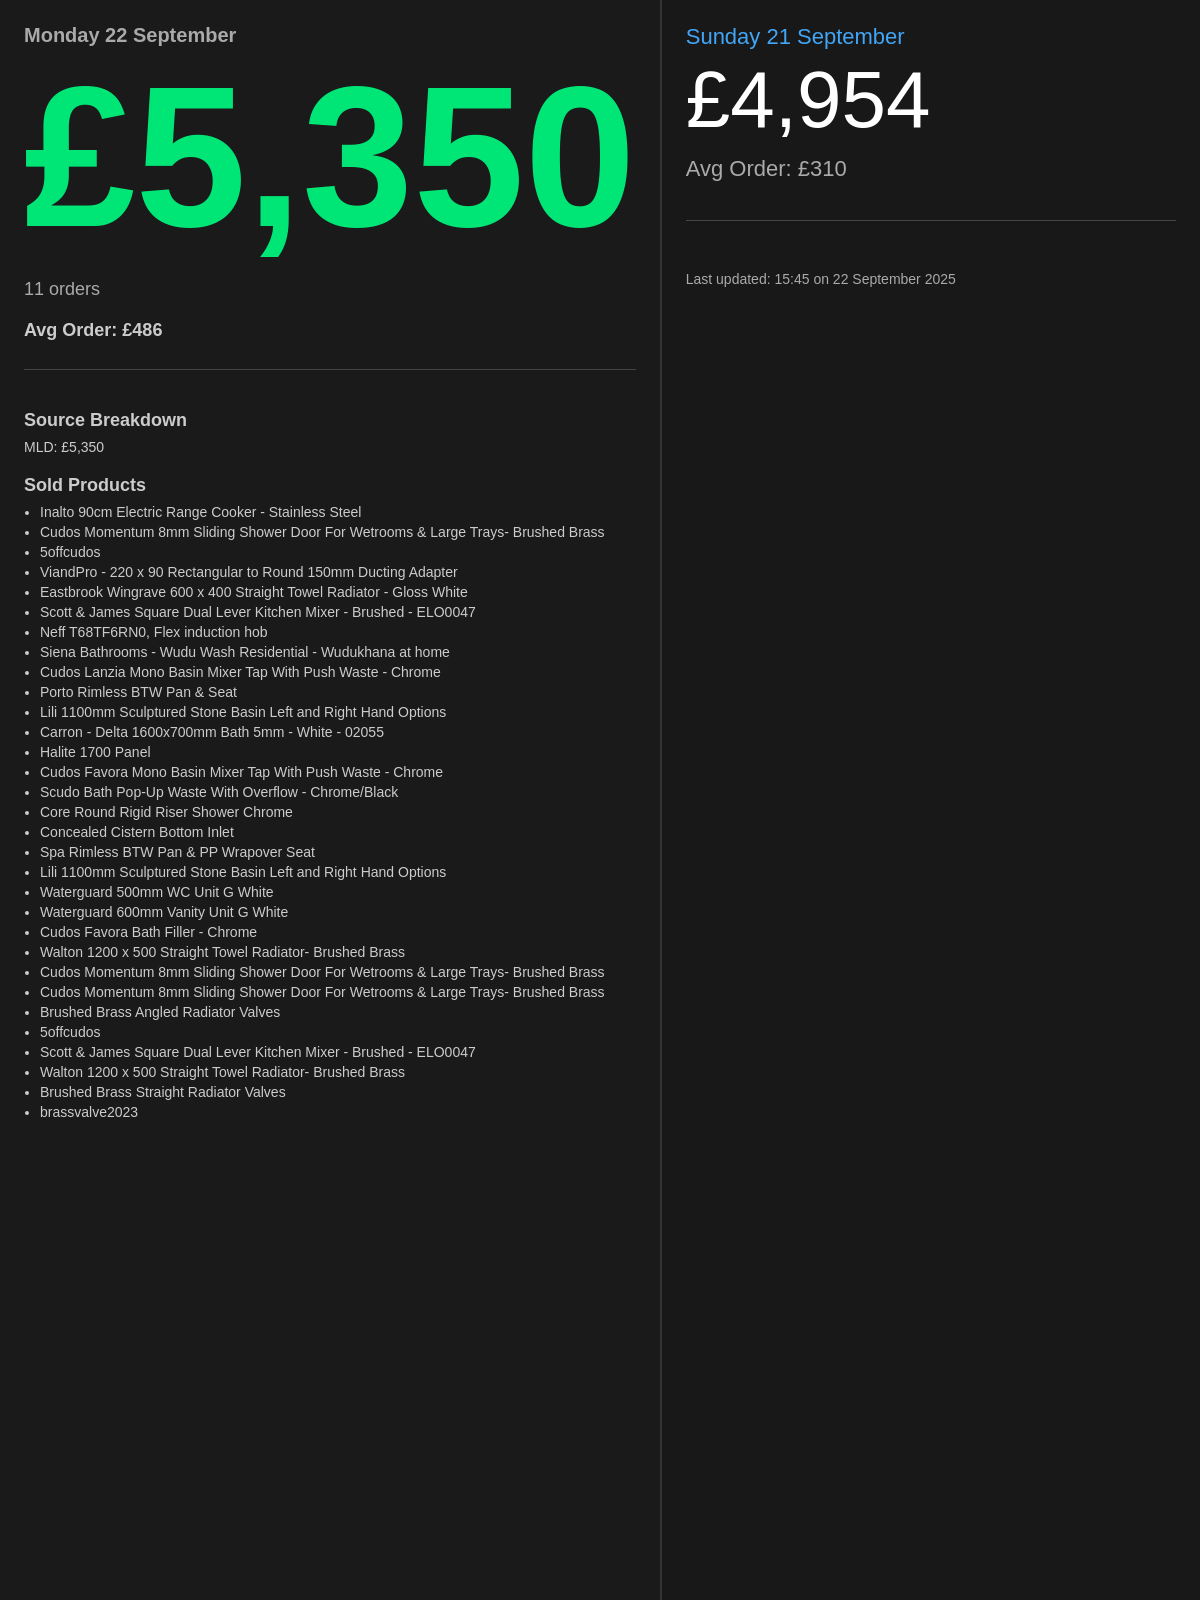 Monday 22 September
£5,350
11 orders
Avg Order: £486
Source Breakdown
MLD: £5,350
Sold Products
• Inalto 90cm Electric Range Cooker - Stainless Steel
• Cudos Momentum 8mm Sliding Shower Door For Wetrooms & Large Trays- Brushed Brass
• 5offcudos
• ViandPro - 220 x 90 Rectangular to Round 150mm Ducting Adapter
• Eastbrook Wingrave 600 x 400 Straight Towel Radiator - Gloss White
• Scott & James Square Dual Lever Kitchen Mixer - Brushed - ELO0047
• Neff T68TF6RN0, Flex induction hob
• Siena Bathrooms - Wudu Wash Residential - Wudukhana at home
• Cudos Lanzia Mono Basin Mixer Tap With Push Waste - Chrome
• Porto Rimless BTW Pan & Seat
• Lili 1100mm Sculptured Stone Basin Left and Right Hand Options
• Carron - Delta 1600x700mm Bath 5mm - White - 02055
• Halite 1700 Panel
• Cudos Favora Mono Basin Mixer Tap With Push Waste - Chrome
• Scudo Bath Pop-Up Waste With Overflow - Chrome/Black
• Core Round Rigid Riser Shower Chrome
• Concealed Cistern Bottom Inlet
• Spa Rimless BTW Pan & PP Wrapover Seat
• Lili 1100mm Sculptured Stone Basin Left and Right Hand Options
• Waterguard 500mm WC Unit G White
• Waterguard 600mm Vanity Unit G White
• Cudos Favora Bath Filler - Chrome
• Walton 1200 x 500 Straight Towel Radiator- Brushed Brass
• Cudos Momentum 8mm Sliding Shower Door For Wetrooms & Large Trays- Brushed Brass
• Cudos Momentum 8mm Sliding Shower Door For Wetrooms & Large Trays- Brushed Brass
• Brushed Brass Angled Radiator Valves
• 5offcudos
• Scott & James Square Dual Lever Kitchen Mixer - Brushed - ELO0047
• Walton 1200 x 500 Straight Towel Radiator- Brushed Brass
• Brushed Brass Straight Radiator Valves
• brassvalve2023
Sunday 21 September
£4,954
Avg Order: £310
Last updated: 15:45 on 22 September 2025